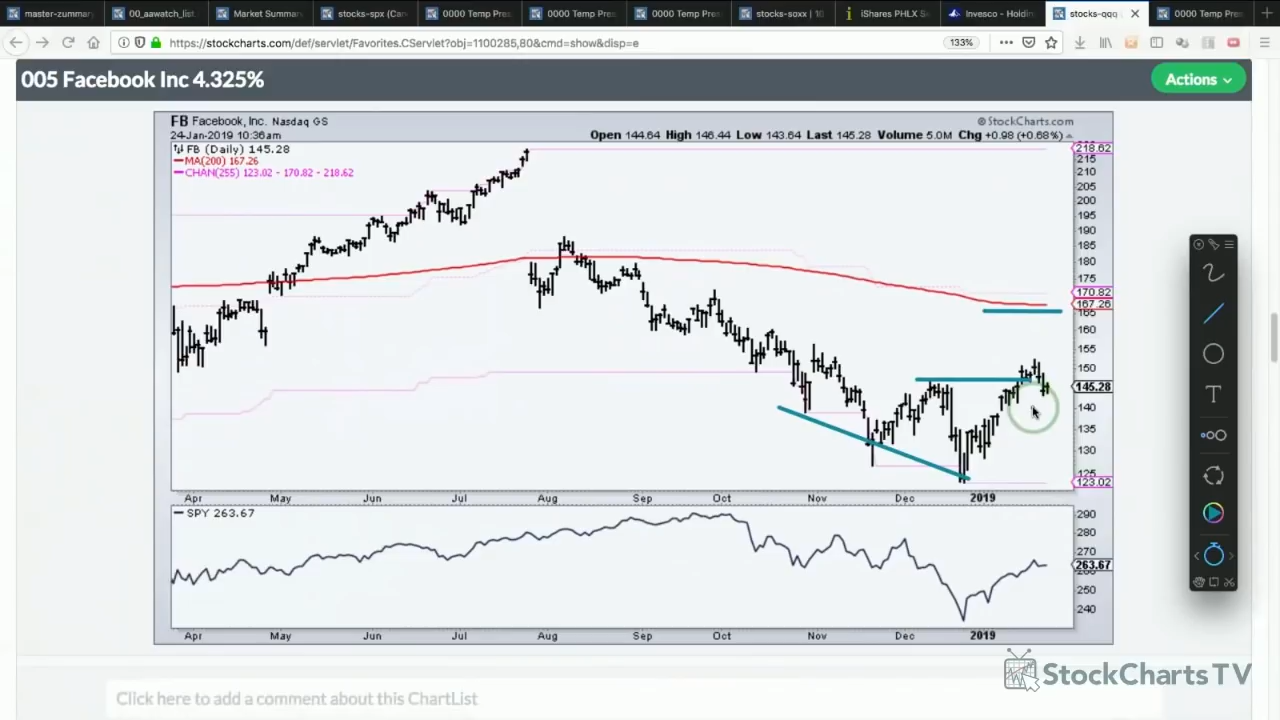 master-summary
00_aawatch_list
Market Summar
stocks-spx (Can
0000 Temp Pres
0000 Temp Pres
0000 Temp Pres
stocks-soxx | 10
iShares PHLX S
Invesco - Holdin
stocks-qqq
0000 Temp Pres
https://stockcharts.com/def/servlet/Favorites.CServlet?obj=1100285,80&cmd=show&disp=e
133%
005 Facebook Inc 4.325%
Actions
FB Facebook, Inc. Nasdaq GS
© StockCharts.com
24-Jan-2019 10:36am
Open 144.64 High 146.44 Low 143.64 Last 145.28 Volume 5.0M Chg +0.98 (+0.68%)
FB (Daily) 145.28
MA(200) 167.26
CHAN(255) 123.02 - 170.82 - 218.62
218.62
215
210
205
200
195
190
185
180
175
170.82
167.26
165
160
155
150
145.28
140
135
130
125
123.02
Apr May Jun Jul Aug Sep Oct Nov Dec 2019
SPY 263.67
290
280
270
263.67
250
240
Apr May Jun Jul Aug Sep Oct Nov Dec 2019
T
StockChartsTV
Click here to add a comment about this ChartList